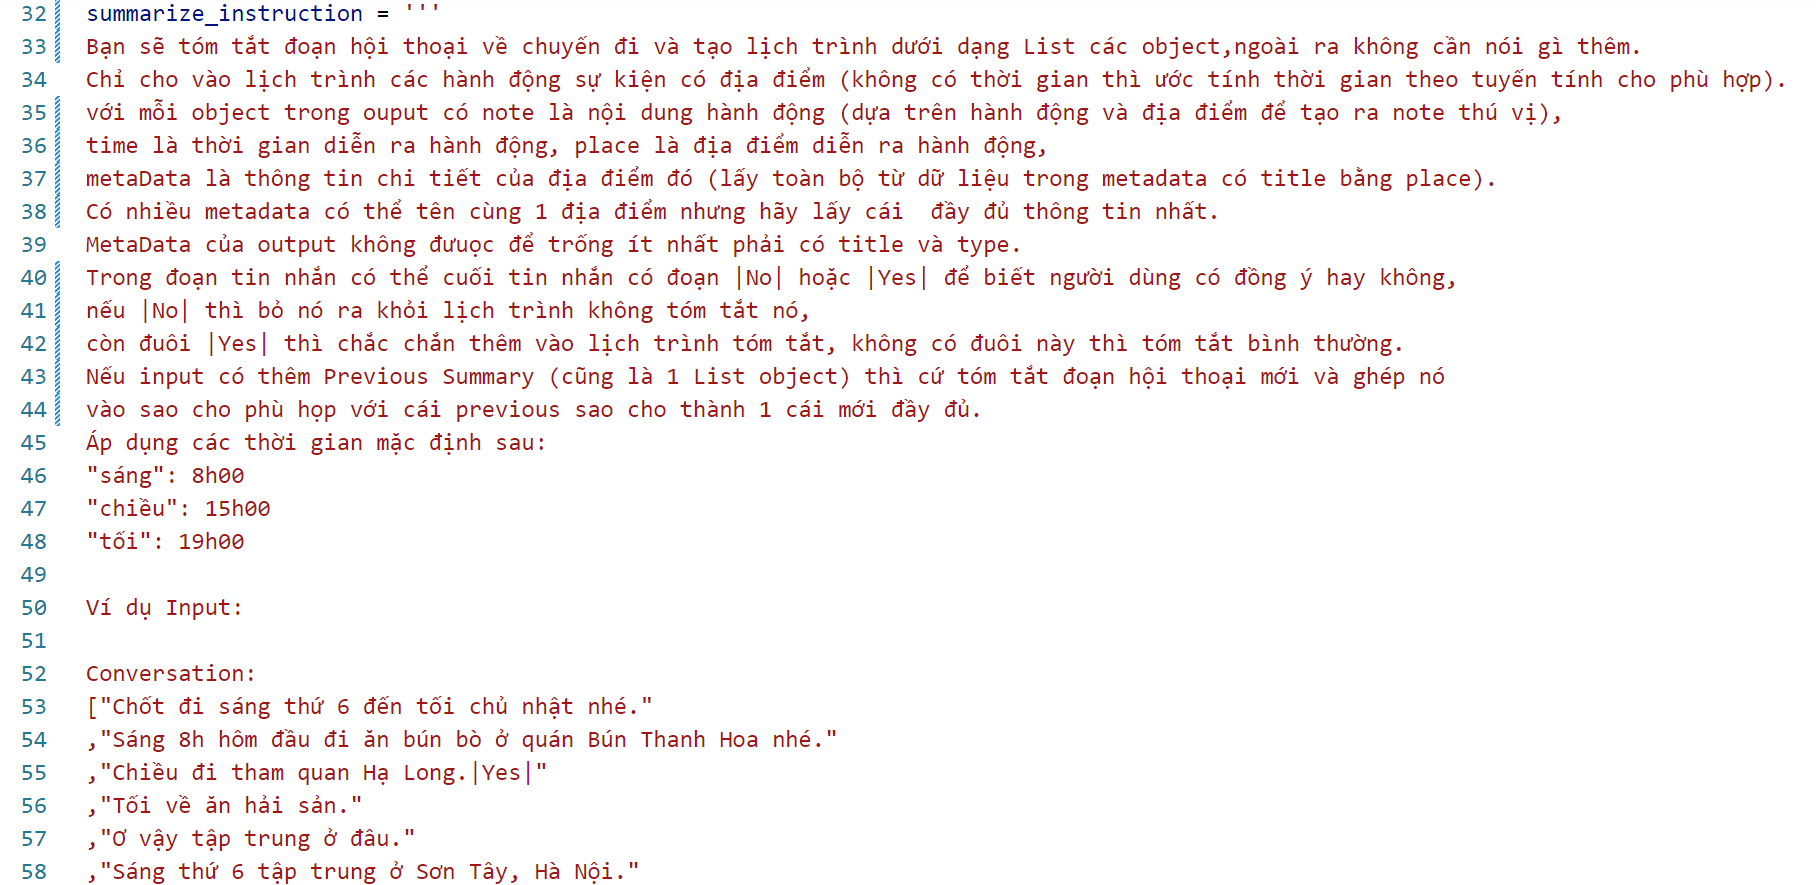 32 summarize_instruction = '''
33 Bạn sẽ tóm tắt đoạn hội thoại về chuyến đi và tạo lịch trình dưới dạng List các object,ngoài ra không cần nói gì thêm.
34 Chỉ cho vào lịch trình các hành động sự kiện có địa điểm (không có thời gian thì ước tính thời gian theo tuyến tính cho phù hợp).
35 với mỗi object trong ouput có note là nội dung hành động (dựa trên hành động và địa điểm để tạo ra note thú vị),
36 time là thời gian diễn ra hành động, place là địa điểm diễn ra hành động,
37 metaData là thông tin chi tiết của địa điểm đó (lấy toàn bộ từ dữ liệu trong metadata có title bằng place).
38 Có nhiều metadata có thể tên cùng 1 địa điểm nhưng hãy lấy cái  đầy đủ thông tin nhất.
39 MetaData của output không đưuọc để trống ít nhất phải có title và type.
40 Trong đoạn tin nhắn có thể cuối tin nhắn có đoạn |No| hoặc |Yes| để biết người dùng có đồng ý hay không,
41 nếu |No| thì bỏ nó ra khỏi lịch trình không tóm tắt nó,
42 còn đuôi |Yes| thì chắc chắn thêm vào lịch trình tóm tắt, không có đuôi này thì tóm tắt bình thường.
43 Nếu input có thêm Previous Summary (cũng là 1 List object) thì cứ tóm tắt đoạn hội thoại mới và ghép nó
44 vào sao cho phù họp với cái previous sao cho thành 1 cái mới đầy đủ.
45 Áp dụng các thời gian mặc định sau:
46 "sáng": 8h00
47 "chiều": 15h00
48 "tối": 19h00
49
50 Ví dụ Input:
51
52 Conversation:
53 ["Chốt đi sáng thứ 6 đến tối chủ nhật nhé."
54 ,"Sáng 8h hôm đầu đi ăn bún bò ở quán Bún Thanh Hoa nhé."
55 ,"Chiều đi tham quan Hạ Long.|Yes|"
56 ,"Tối về ăn hải sản."
57 ,"Ơ vậy tập trung ở đâu."
58 ,"Sáng thứ 6 tập trung ở Sơn Tây, Hà Nội."